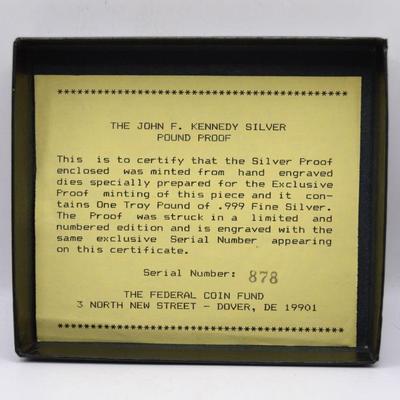 ************************************************
THE JOHN F. KENNEDY SILVER
POUND PROOF
This is to certify that the Silver Proof
enclosed was minted from hand engraved
dies specially prepared for the Exclusive
Proof minting of this piece and it con-
tains One Troy Pound of .999 Fine Silver.
The Proof was struck in a limited and
numbered edition and is engraved with the
same exclusive Serial Number appearing
on this certificate.
Serial Number: 878
THE FEDERAL COIN FUND
3 NORTH NEW STREET - DOVER, DE 19901
************************************************